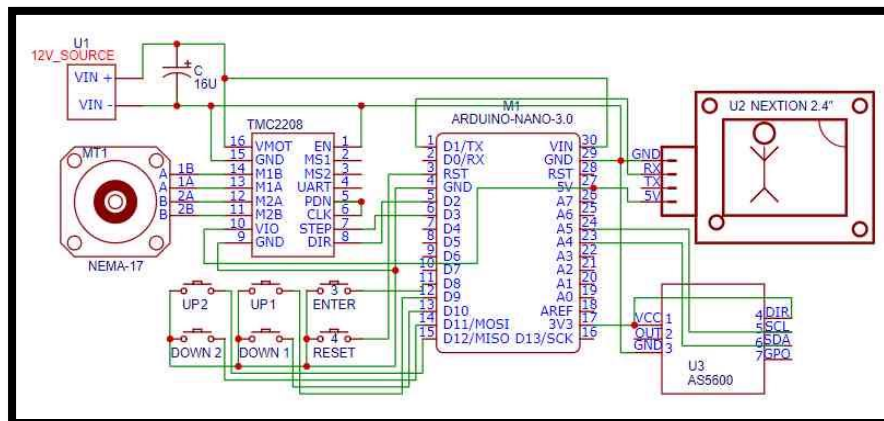 U1
12V_SOURCE
VIN +
VIN -
C
16U
MT1
A 1B
A 1A
B 2A
B 2B
NEMA-17
TMC2208
16 VMOT EN 1
15 GND MS1 2
14 M1B MS2 3
13 M1A UART 4
12 M2A PDN 5
11 M2B CLK 6
10 VIO STEP 7
9 GND DIR 8
M1
ARDUINO-NANO-3.0
1 D1/TX VIN 30
2 D0/RX GND 29
3 RST RST 28
4 GND 5V 27
5 D2 A7 26
6 D3 A6 25
7 D4 A5 24
8 D5 A4 23
9 D6 A3 22
10 D7 A2 21
11 D8 A1 20
12 D9 A0 19
13 D10 AREF 18
14 D11/MOSI 3V3 17
15 D12/MISO D13/SCK 16
U2 NEXTION 2.4"
GND
RX
TX
5V
UP2
UP1
3
ENTER
DOWN 2
DOWN 1
4
RESET
VCC 1
OUT 2
GND 3
4 DIR
5 SCL
6 SDA
7 GPO
U3
AS5600